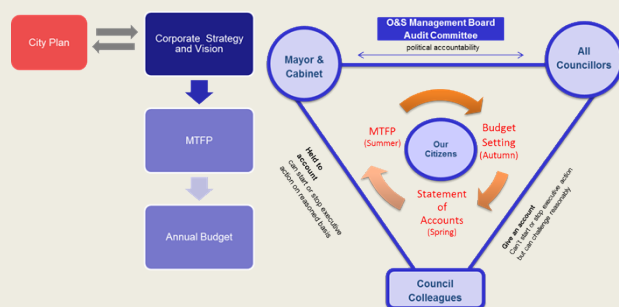 City Plan
Corporate Strategy
and Vision
MTFP
Annual Budget
O&S Management Board
Audit Committee
political accountability
Mayor &
Cabinet
All
Councillors
MTFP
(Summer)
Our
Citizens
Budget
Setting
(Autumn)
Statement
of
Accounts
(Spring)
Held to
account
can start or stop executive
action on reasoned basis
Give an account
Can't start or stop executive action
but can challenge reasonably
Council
Colleagues